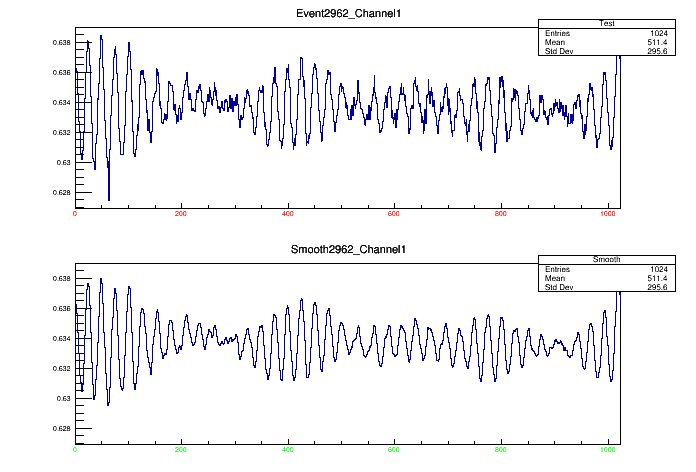 Event2962_Channel1
Test
Entries 1024
Mean 511.4
Std Dev 295.6
0.638
0.636
0.634
0.632
0.63
0.628
0 200 400 600 800 1000
Smooth2962_Channel1
Smooth
Entries 1024
Mean 511.4
Std Dev 295.6
0.638
0.636
0.634
0.632
0.63
0.628
0 200 400 600 800 1000